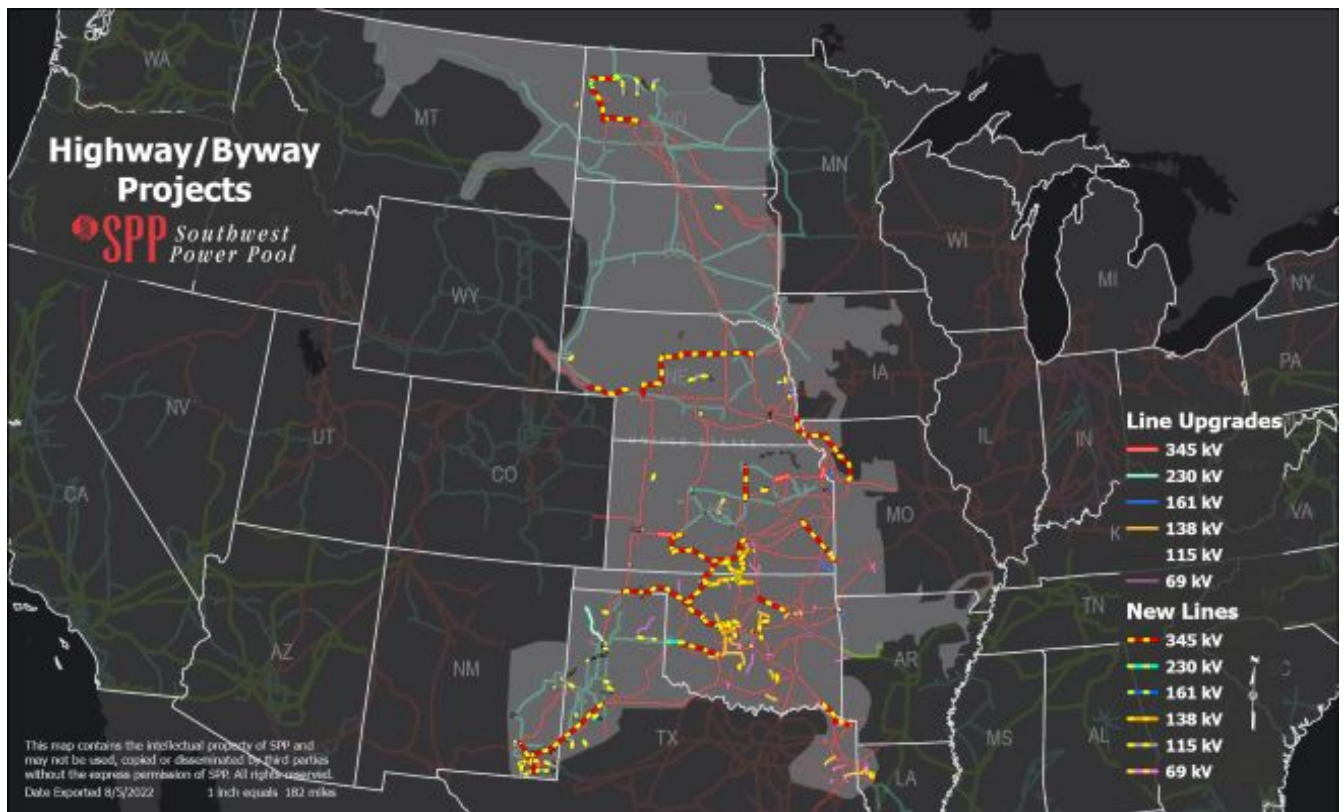 Highway/Byway
Projects
SPP Southwest
Power Pool
WA
MT
ND
MN
WI
MI
NY
WY
IA
PA
NE
NV
UT
CO
IL
IN
UNITED STATES
CA
MO
K
VA
AZ
NM
TN
AR
TX
MS
AL
LA
C
Line Upgrades
345 kV
230 kV
161 kV
138 kV
115 kV
69 kV
New Lines
345 kV
230 kV
161 kV
138 kV
115 kV
69 kV
N
This map contains the intellectual property of SPP and
may not be used, copied or disseminated by third parties
without the express permission of SPP. All rights reserved.
Date Exported 8/5/2022 1 inch equals 182 miles